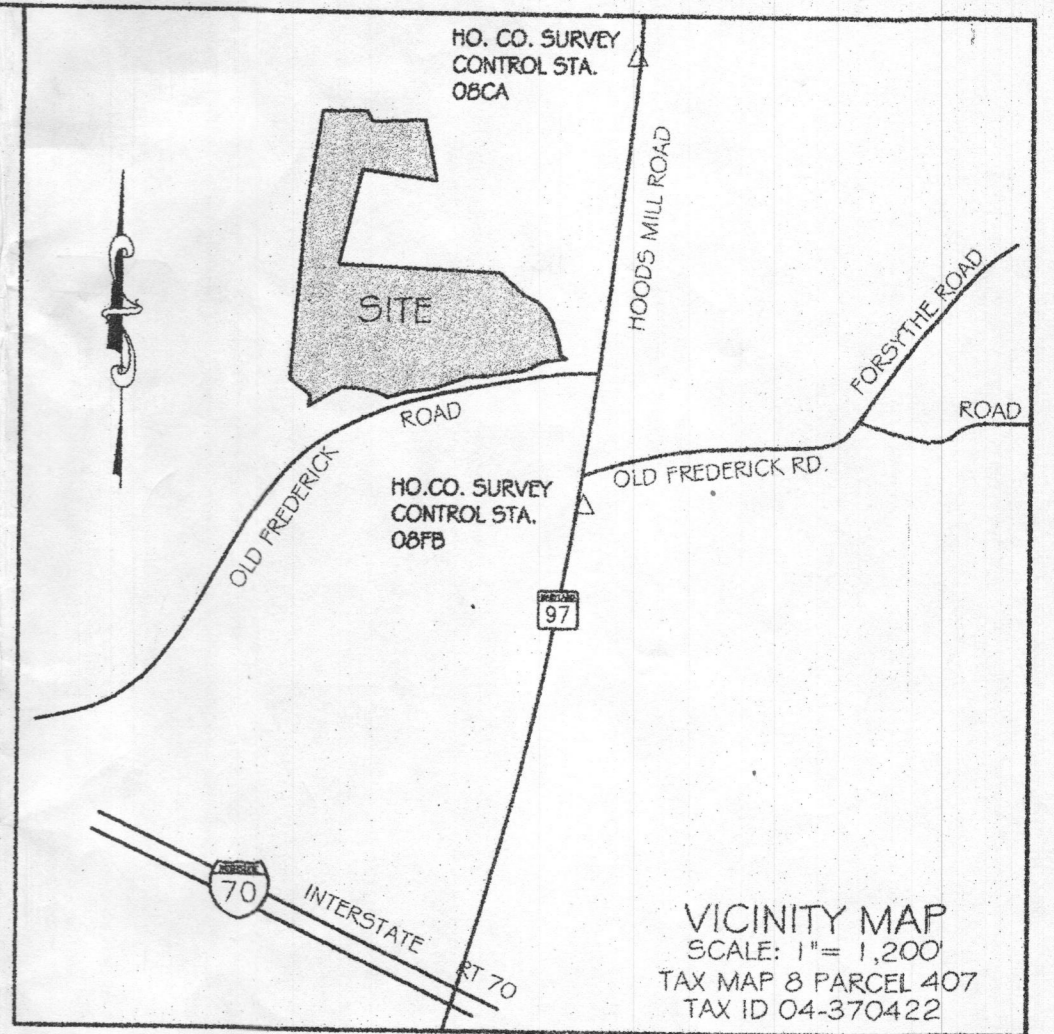 HO. CO. SURVEY
CONTROL STA.
08CA
HOODS MILL ROAD
SITE
FORSYTHE ROAD
ROAD
ROAD
OLD FREDERICK RD.
OLD FREDERICK
HO.CO. SURVEY
CONTROL STA.
08FB
97
70
INTERSTATE
RT 70
VICINITY MAP
SCALE: 1"= 1,200'
TAX MAP 8 PARCEL 407
TAX ID 04-370422